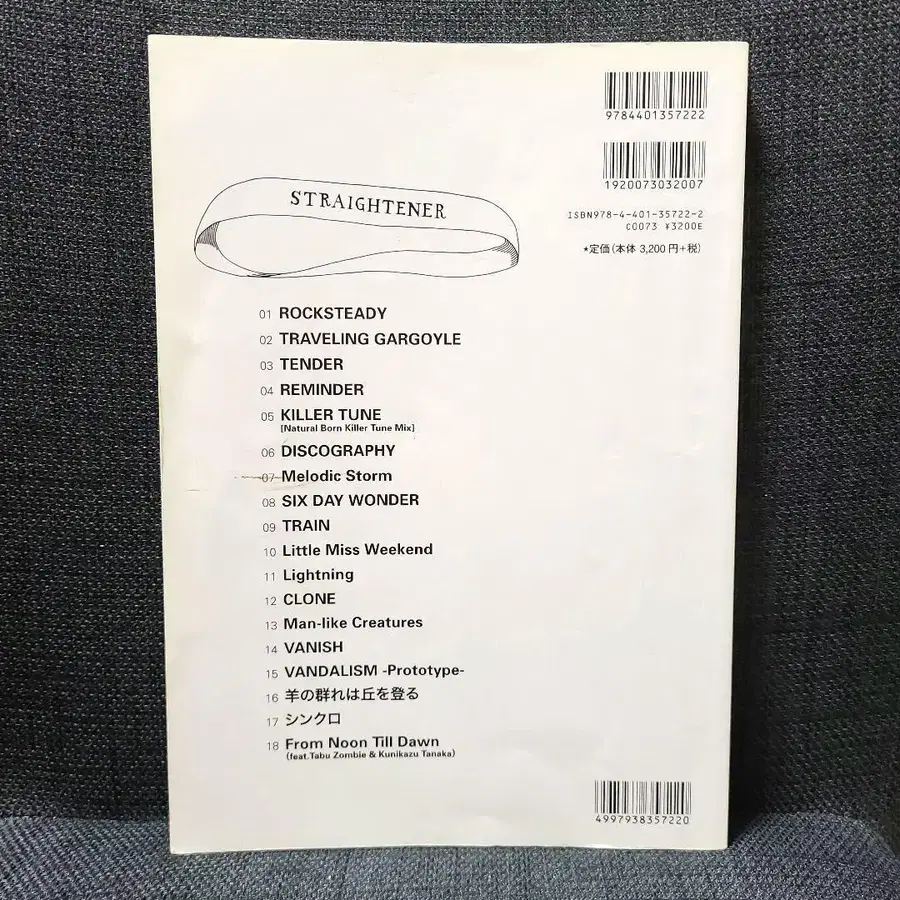 9784401357222
1920073032007
ISBN978-4-401-35722-2
C0073 ¥3200E
*定価(本体 3,200円+税)
STRAIGHTENER
01 ROCKSTEADY
02 TRAVELING GARGOYLE
03 TENDER
04 REMINDER
05 KILLER TUNE
[Natural Born Killer Tune Mix]
06 DISCOGRAPHY
07 Melodic Storm
08 SIX DAY WONDER
09 TRAIN
10 Little Miss Weekend
11 Lightning
12 CLONE
13 Man-like Creatures
14 VANISH
15 VANDALISM -Prototype-
16 羊の群れは丘を登る
17 シンクロ
18 From Noon Till Dawn
(feat.Tabu Zombie & Kunikazu Tanaka)
4997938357220